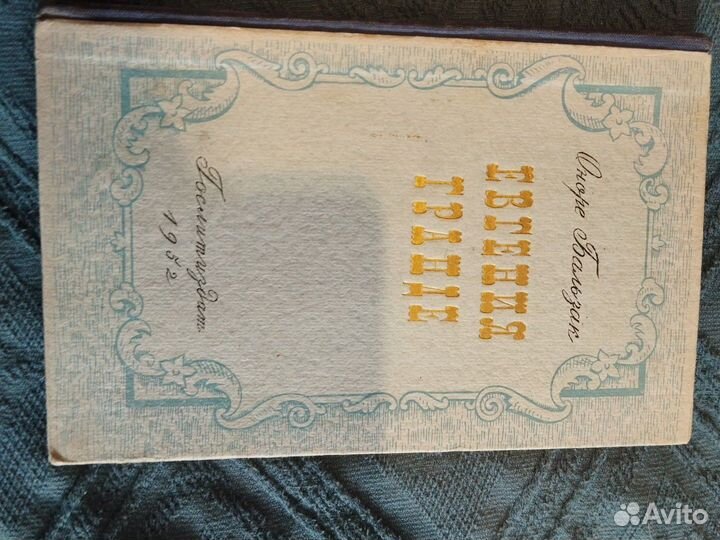 Оноре Бальзак
ЕВГЕНИЯ
ГРАНДЕ
Гослитиздат
1952
Avito